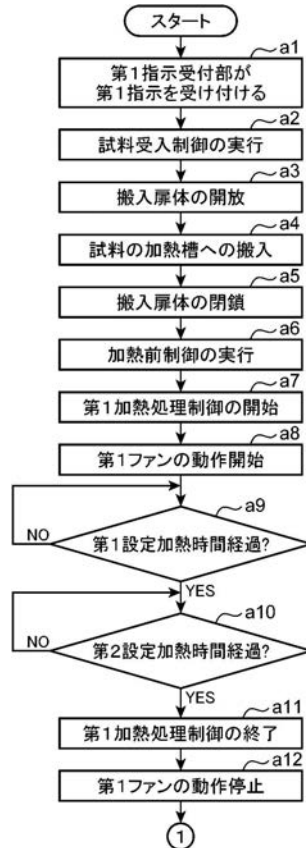 スタート
a1
第1指示受付部が
第1指示を受け付ける
a2
試料受入制御の実行
a3
搬入扉体の開放
a4
試料の加熱槽への搬入
a5
搬入扉体の閉鎖
a6
加熱前制御の実行
a7
第1加熱処理制御の開始
a8
第1ファンの動作開始
a9
第1設定加熱時間経過?
NO
YES
a10
第2設定加熱時間経過?
NO
YES
a11
第1加熱処理制御の終了
a12
第1ファンの動作停止
1